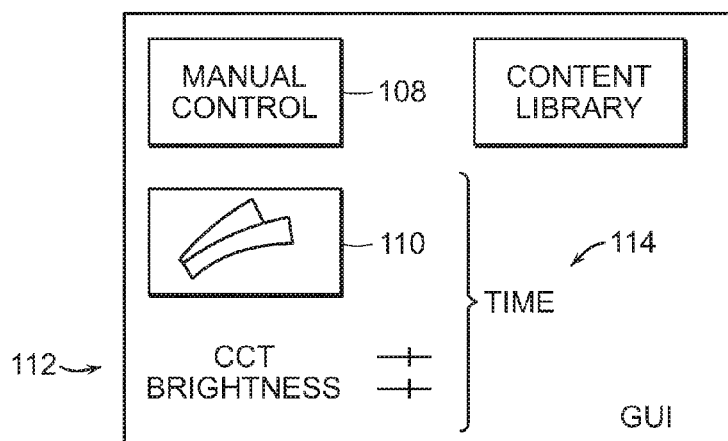 MANUAL
CONTROL
108
CONTENT
LIBRARY
110
114
TIME
112
CCT
BRIGHTNESS
GUI